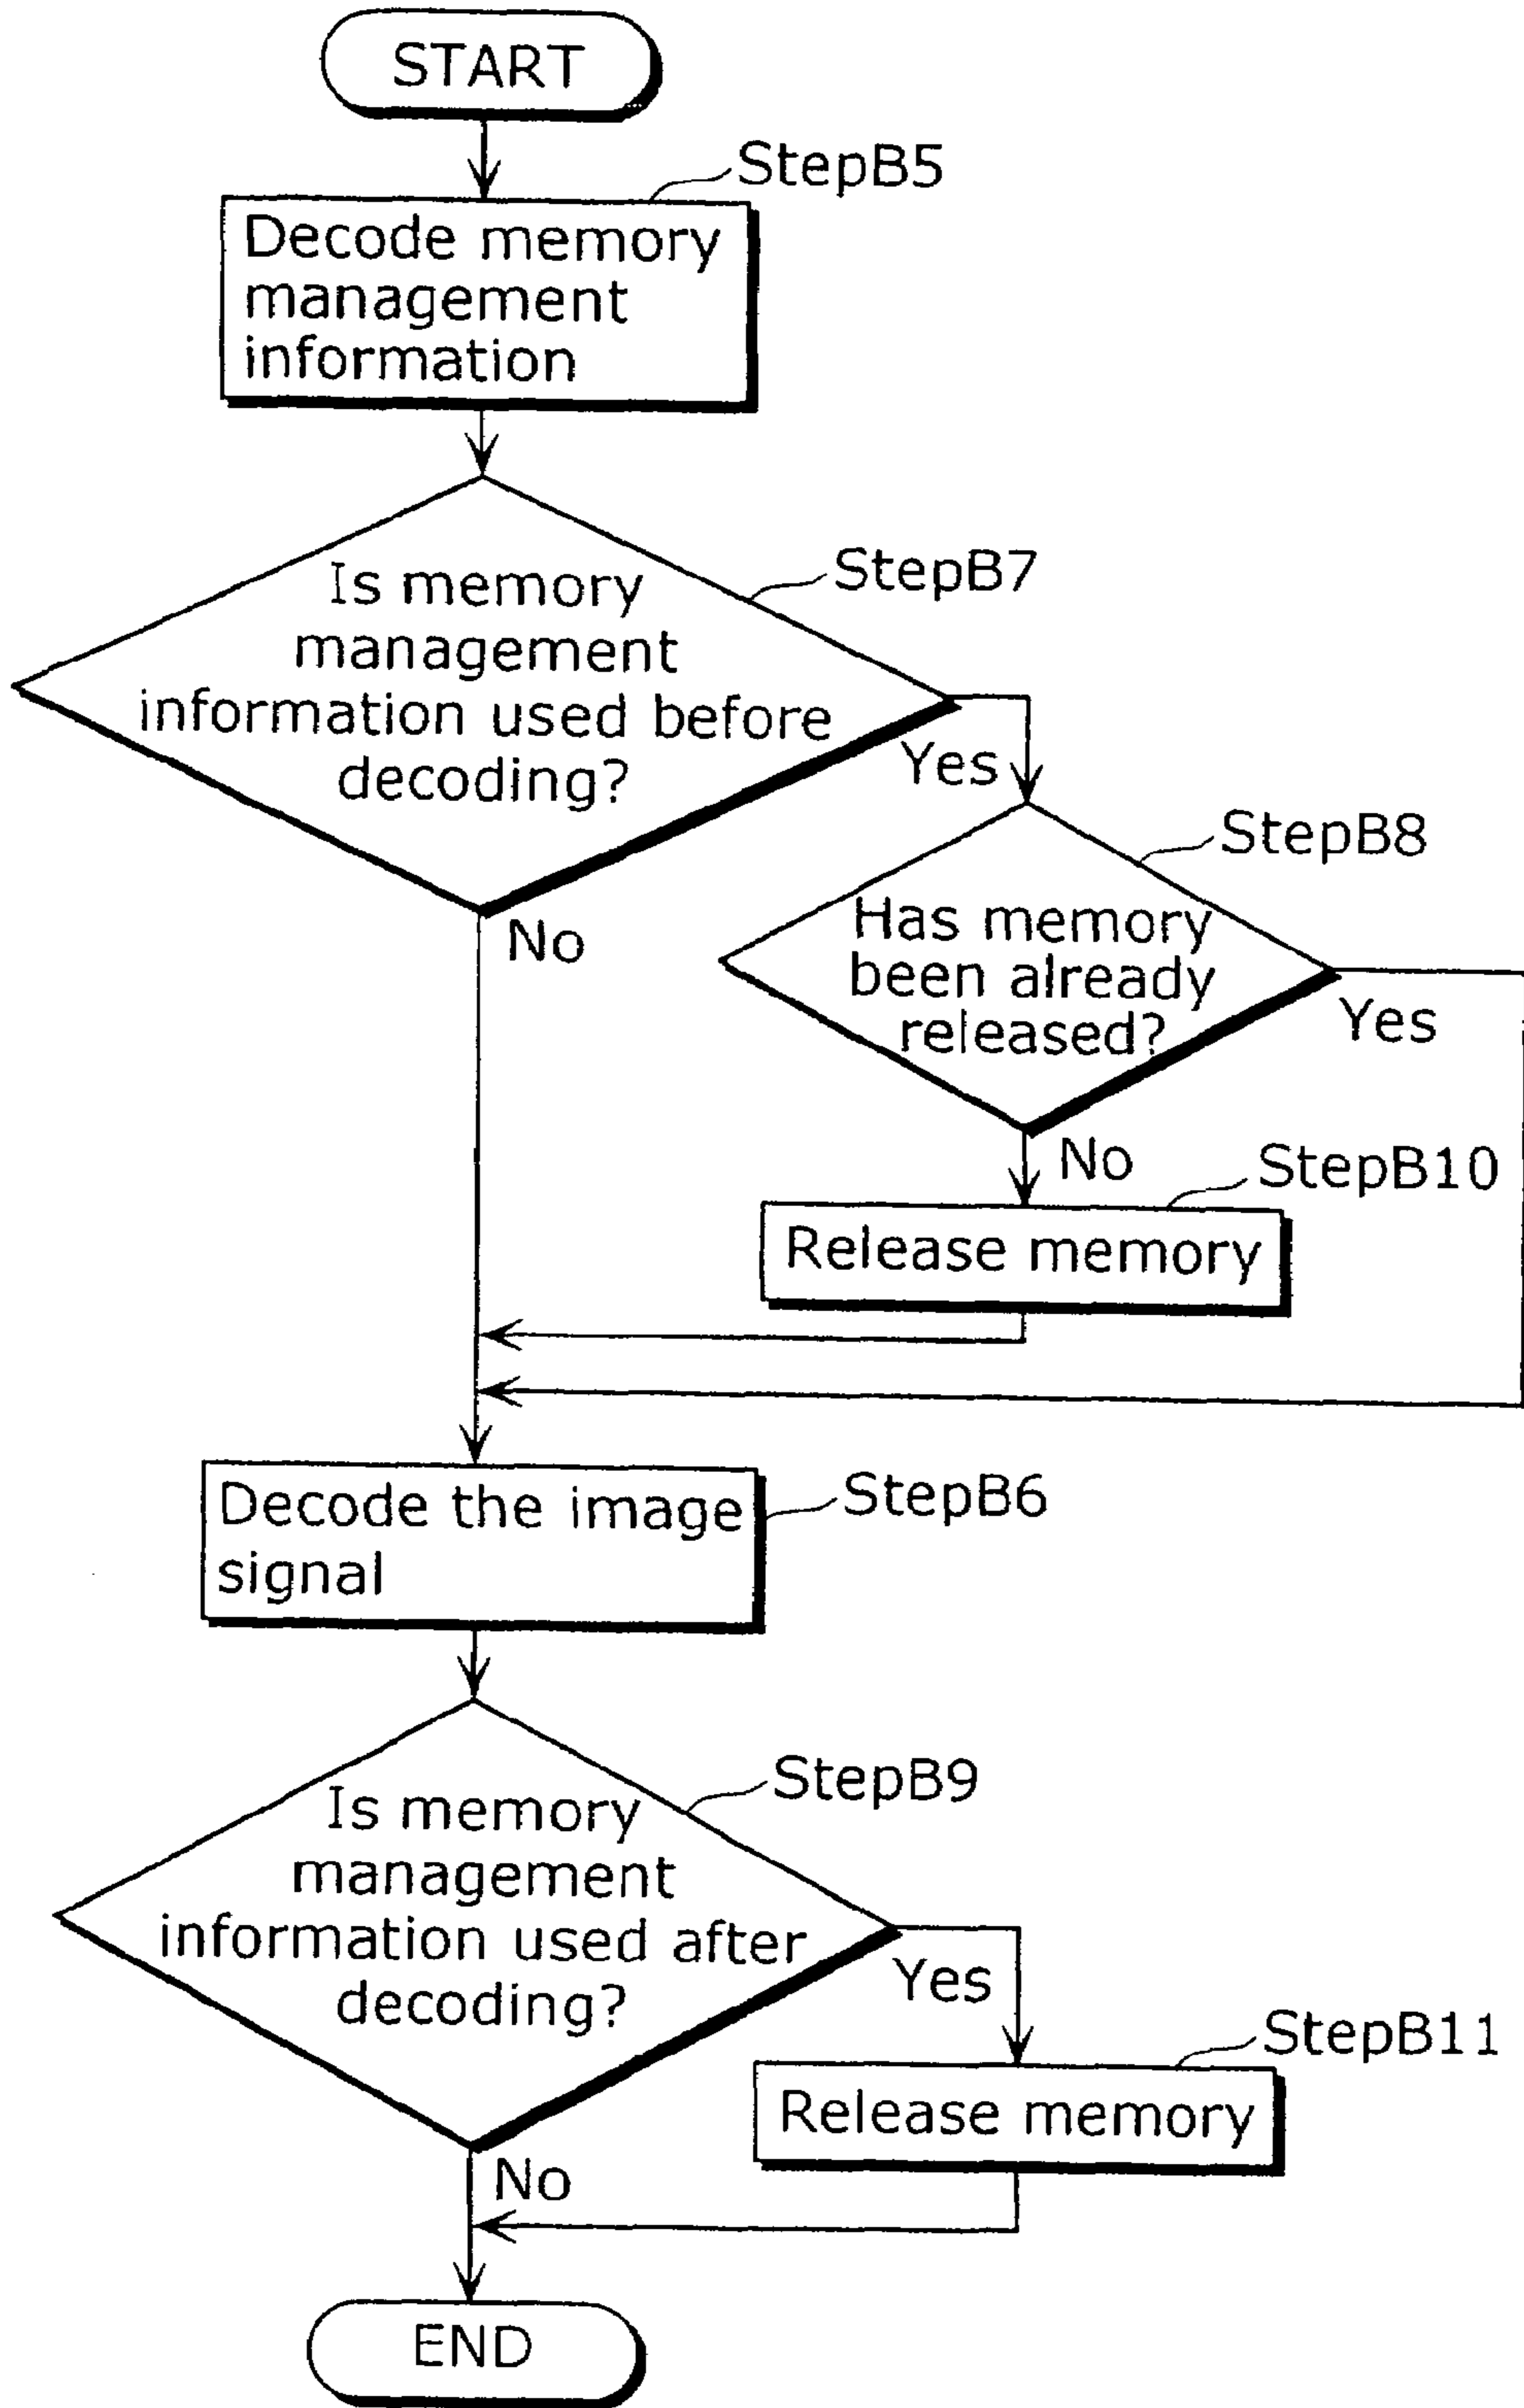 START
StepB5
Decode memory
management
information
StepB7
Is memory
management
information used before
decoding?
Yes
No
StepB8
Has memory
been already
released?
Yes
No
StepB10
Release memory
StepB6
Decode the image
signal
StepB9
Is memory
management
information used after
decoding?
Yes
No
StepB11
Release memory
END